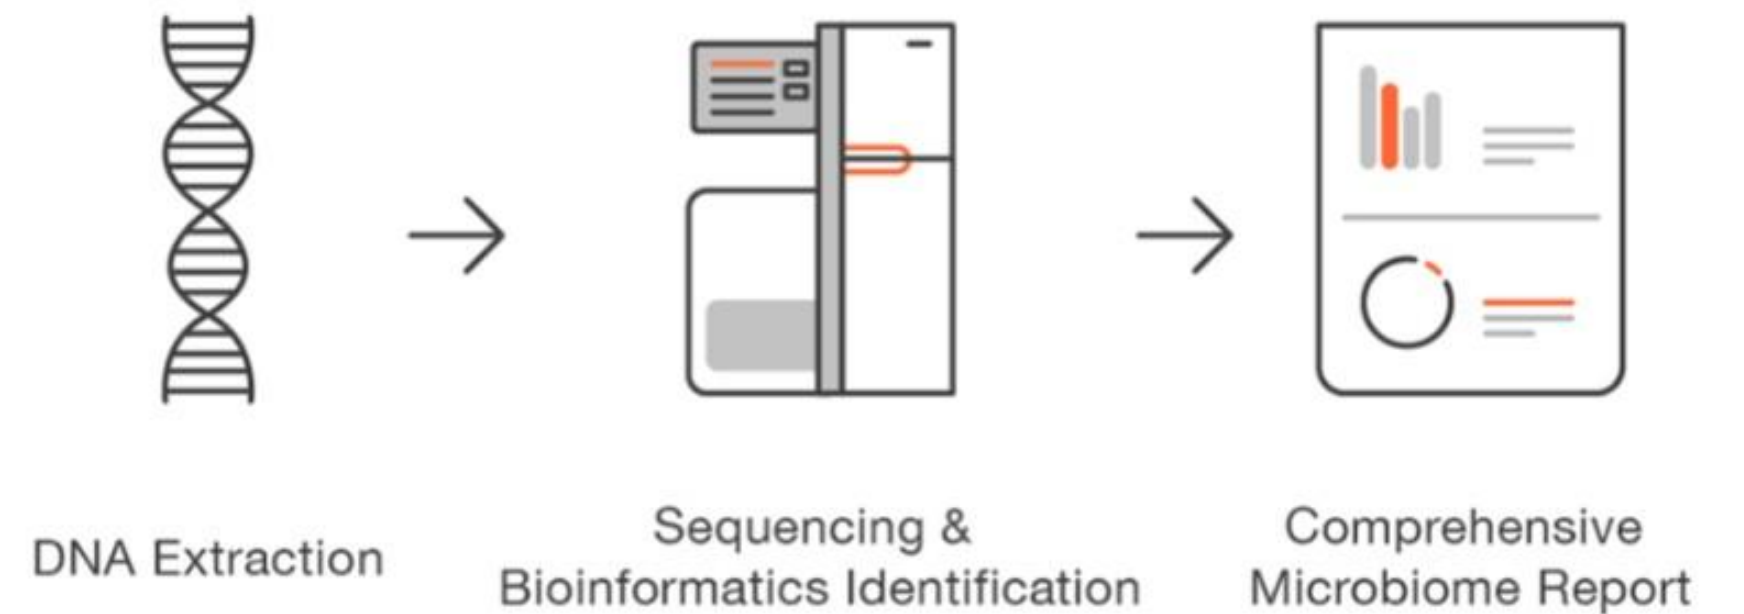 DNA Extraction
Sequencing &
Bioinformatics Identification
Comprehensive
Microbiome Report